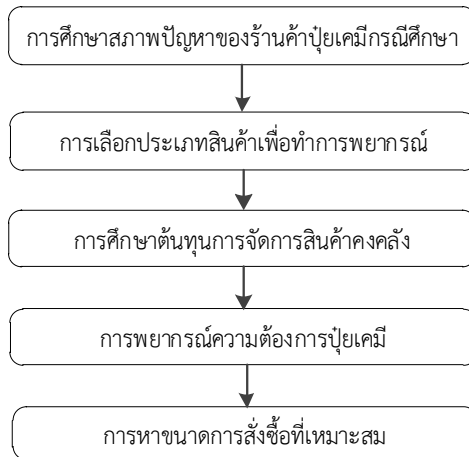 การศึกษาสภาพปัญหาของร้านค้าปุ๋ยเคมีกรณีศึกษา
การเลือกประเภทสินค้าเพื่อทำการพยากรณ์
การศึกษาต้นทุนการจัดการสินค้าคงคลัง
การพยากรณ์ความต้องการปุ๋ยเคมี
การหาขนาดการสั่งซื้อที่เหมาะสม